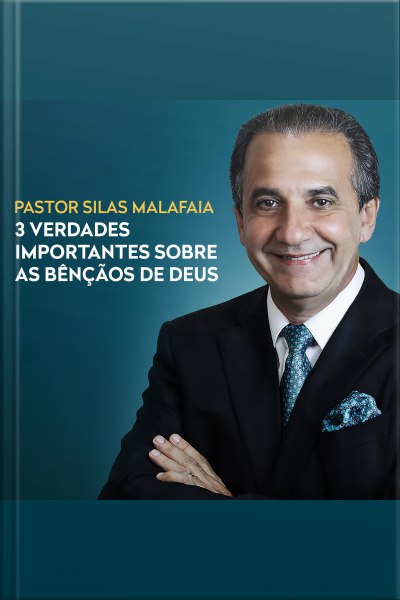 PASTOR SILAS MALAFAIA
3 VERDADES
IMPORTANTES SOBRE
AS BÊNÇÃOS DE DEUS